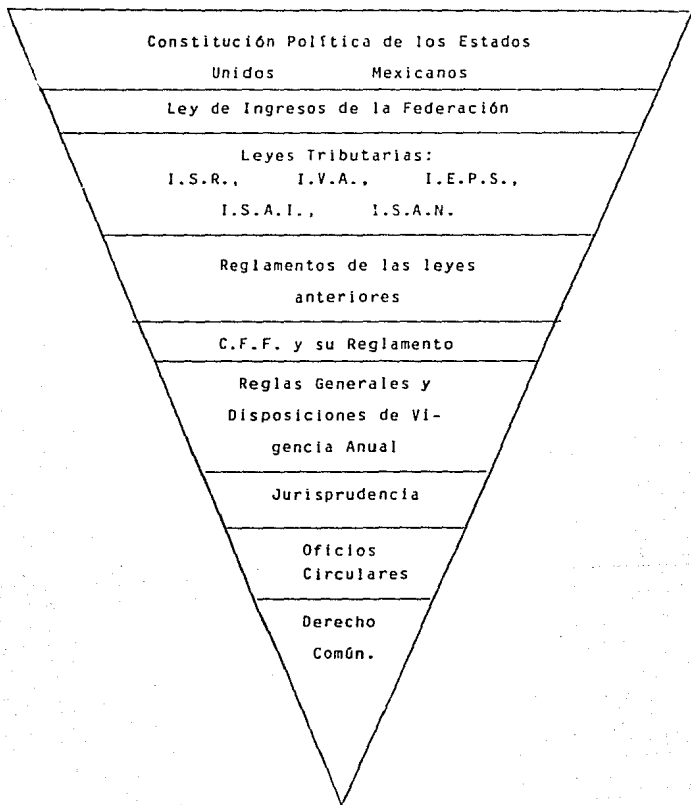 Constitución Política de los Estados
Unidos Mexicanos
Ley de Ingresos de la Federación
Leyes Tributarias:
I.S.R., I.V.A., I.E.P.S.,
I.S.A.I., I.S.A.N.
Reglamentos de las leyes
anteriores
C.F.F. y su Reglamento
Reglas Generales y
Disposiciones de Vi-
gencia Anual
Jurisprudencia
Oficios
Circulares
Derecho
Común.